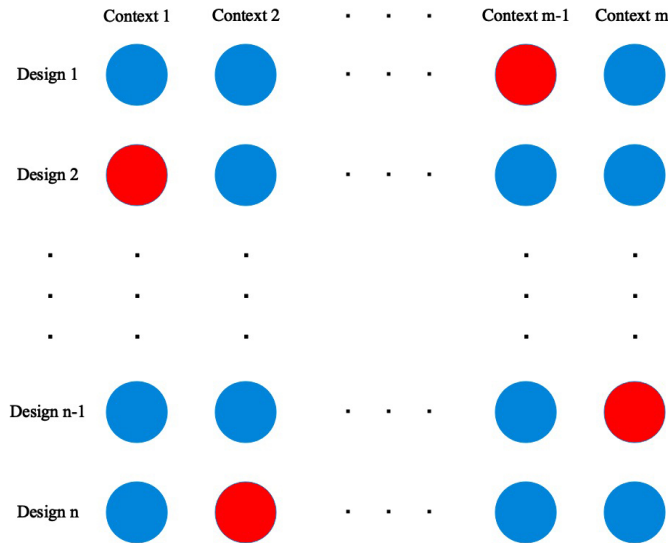 Context 1 Context 2 · · · Context m-1 Context m
Design 1 · · ·
Design 2 · · ·
· · · · ·
· · · · ·
· · · · ·
Design n-1 · · ·
Design n · · ·